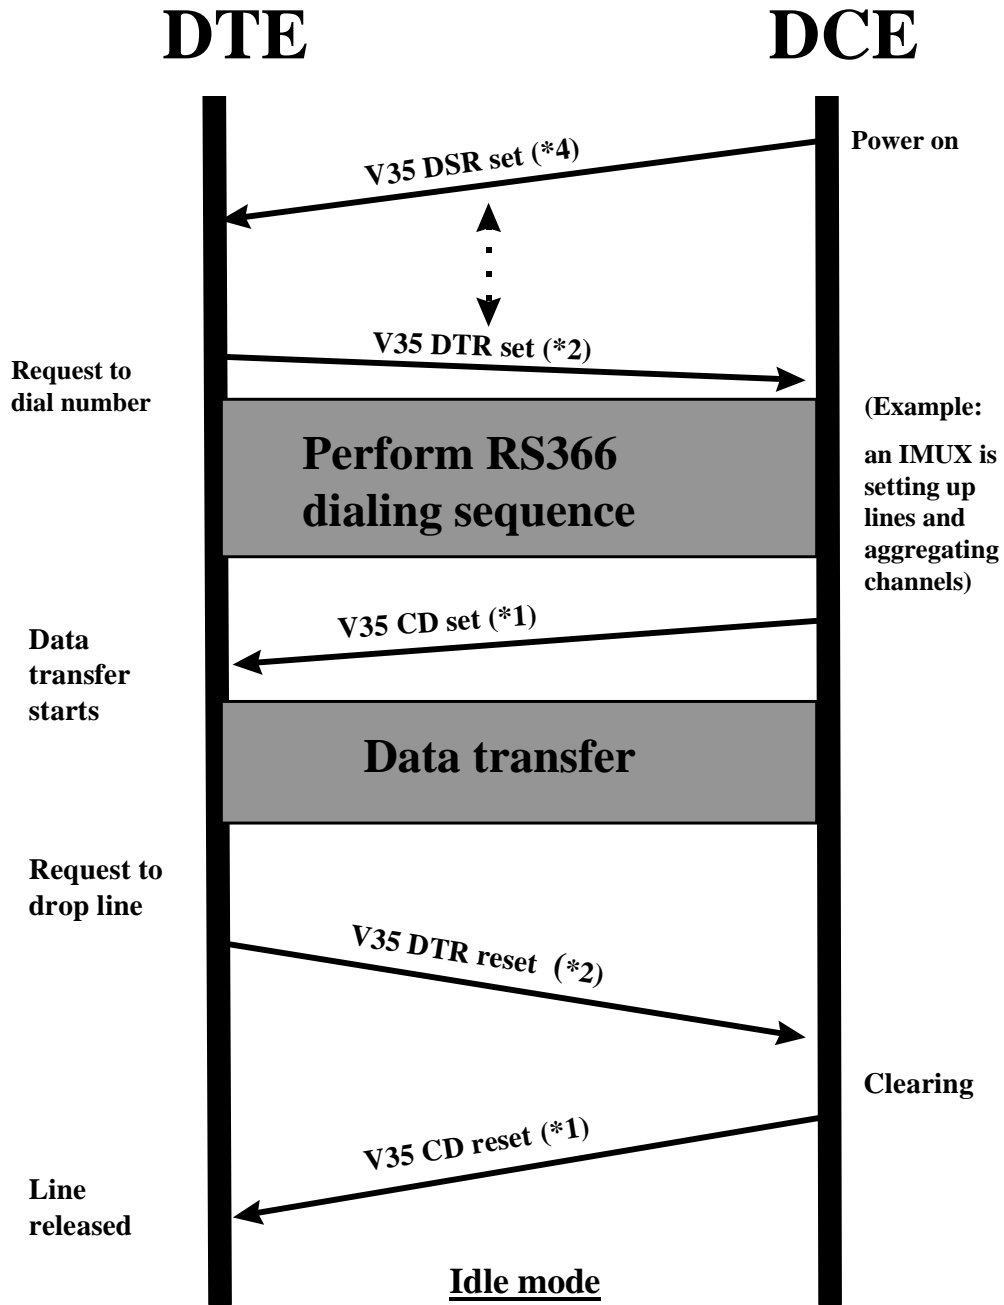 DTE
DCE
Power on
V35 DSR set (*4)
V35 DTR set (*2)
Request to
dial number
(Example:
an IMUX is
setting up
lines and
aggregating
channels)
Perform RS366
dialing sequence
V35 CD set (*1)
Data
transfer
starts
Data transfer
Request to
drop line
V35 DTR reset (*2)
Clearing
V35 CD reset (*1)
Line
released
Idle mode